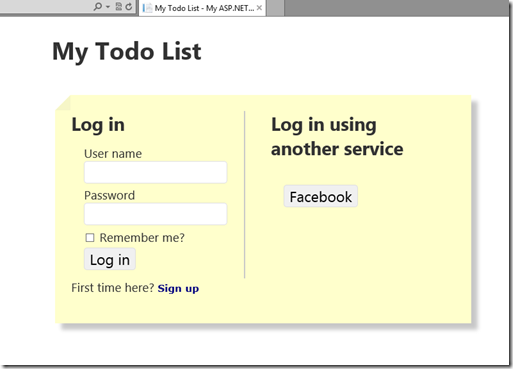 My Todo List - My ASP.NET...
My Todo List
Log in
User name
Password
Remember me?
Log in
First time here? Sign up
Log in using
another service
Facebook